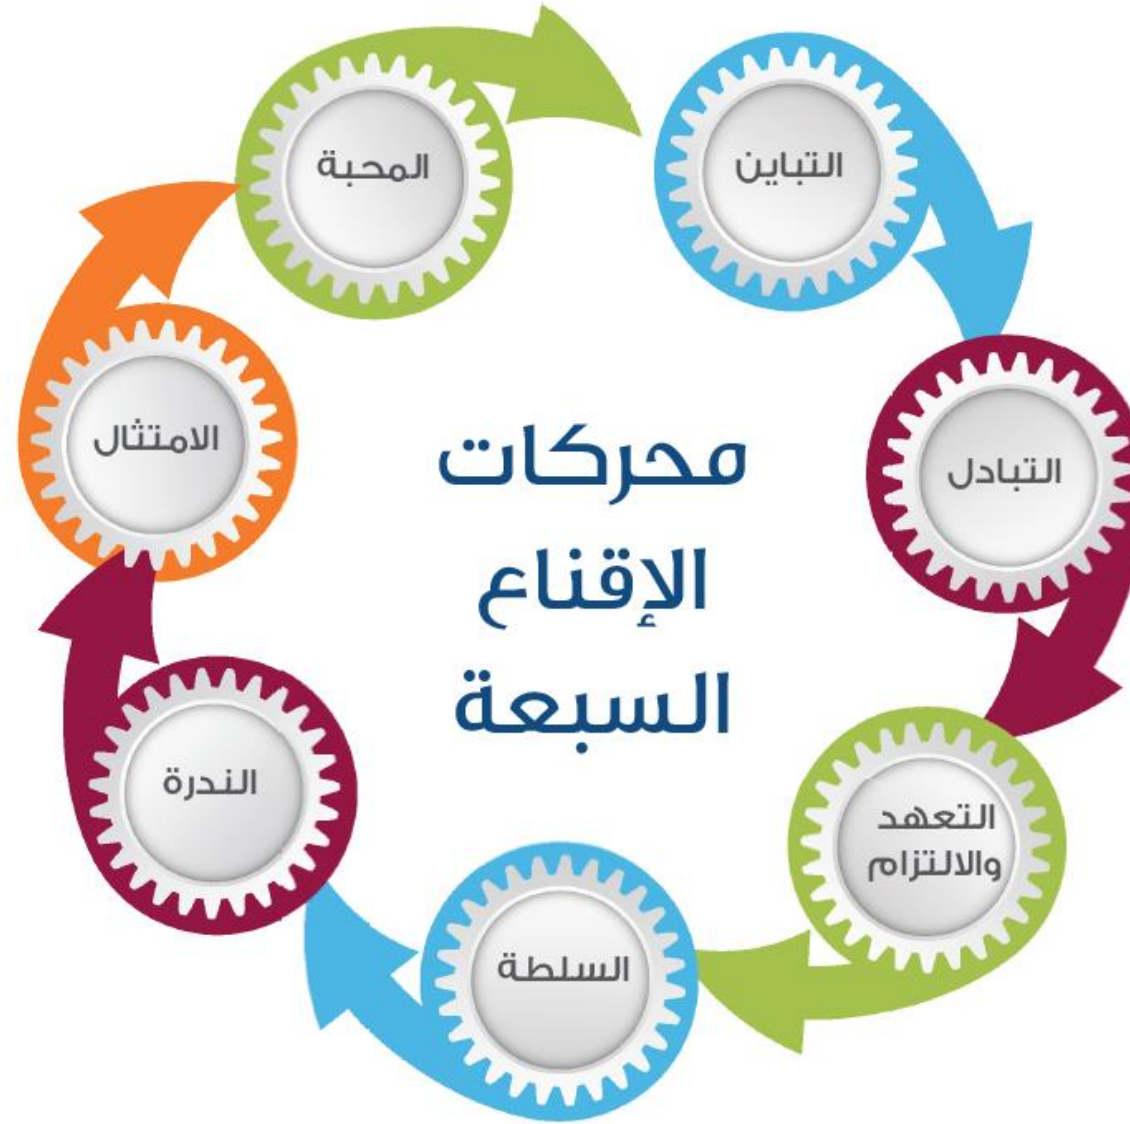 محركات
الإقناع
السبعة
التباين
التبادل
التعهد
والالتزام
السلطة
الندرة
الامتثال
المحبة